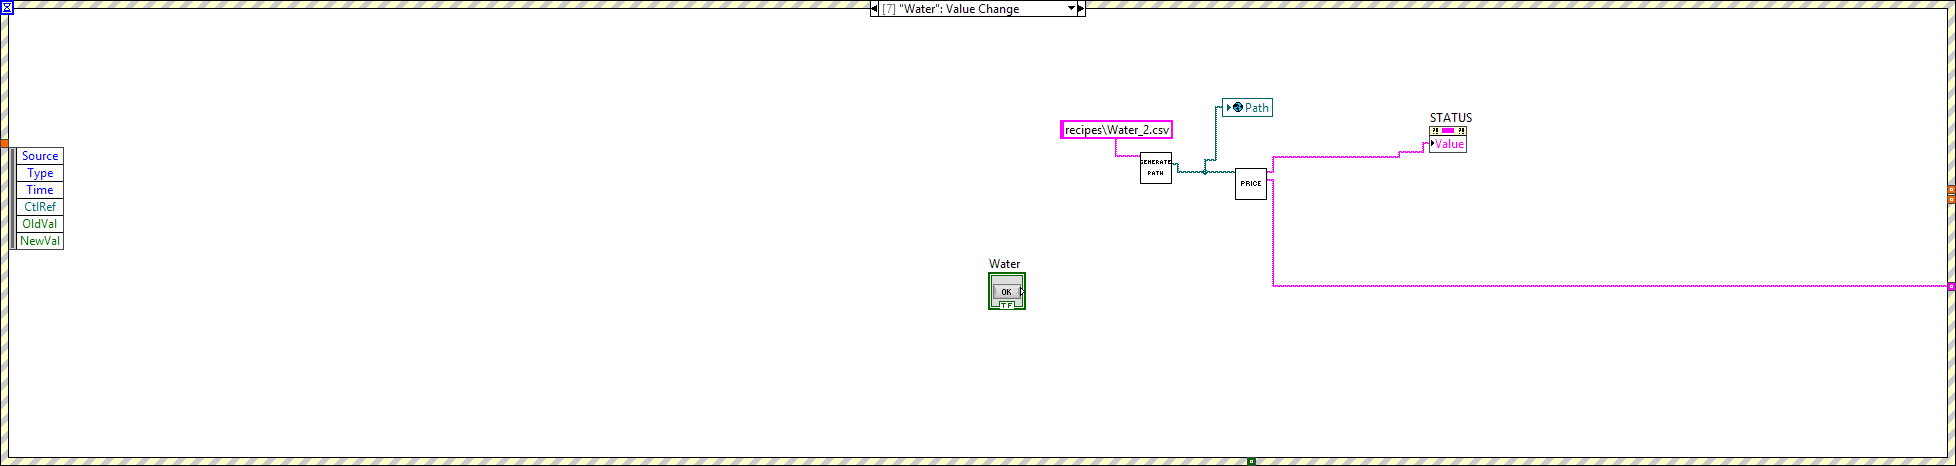 [7] "Water": Value Change
Path
STATUS
recipes\Water_2.csv
?! ?!
Value
Source
Type
Time
CtlRef
OldVal
NewVal
GENERATE
PATH
PRICE
Water
OK
TF